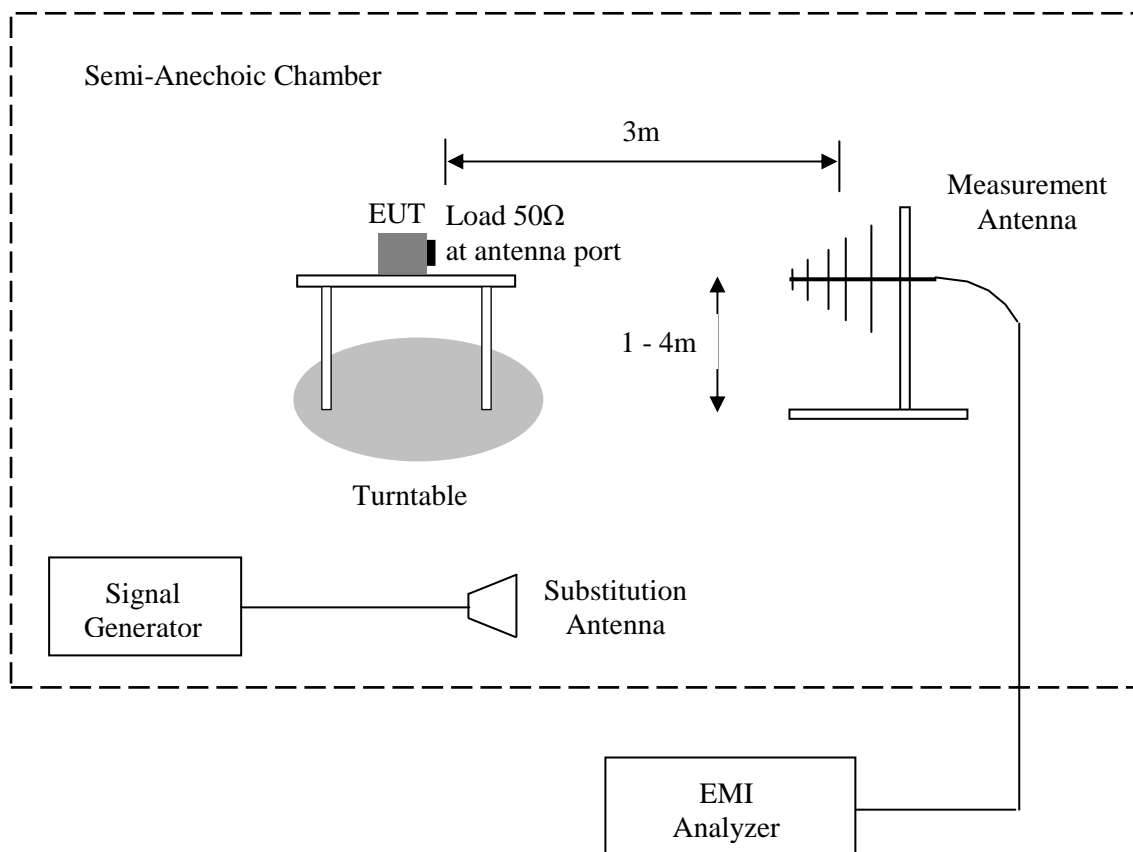 Semi-Anechoic Chamber
3m
Measurement
Antenna
EUT
Load 50Ω
at antenna port
1 - 4m
Turntable
Signal
Generator
Substitution
Antenna
EMI
Analyzer